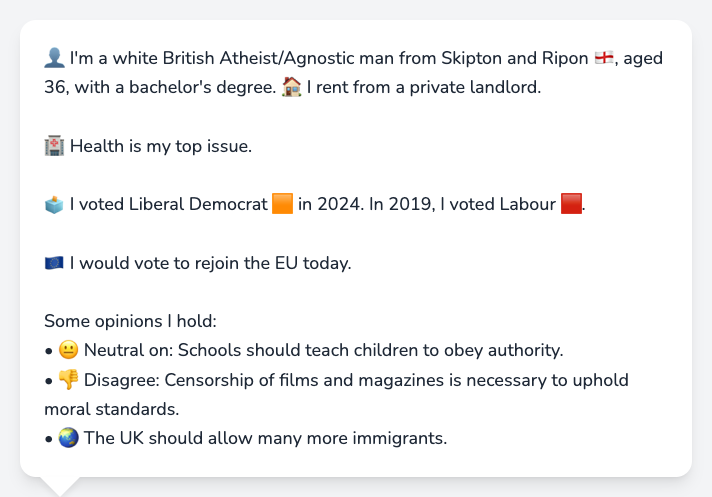 👤 I'm a white British Atheist/Agnostic man from Skipton and Ripon 🏴󠁧󠁢󠁥󠁮󠁧󠁿, aged
36, with a bachelor's degree. 🏠 I rent from a private landlord.
🏥 Health is my top issue.
🗳️ I voted Liberal Democrat 🟧 in 2024. In 2019, I voted Labour 🟥.
🇪🇺 I would vote to rejoin the EU today.
Some opinions I hold:
• 😐 Neutral on: Schools should teach children to obey authority.
• 👎 Disagree: Censorship of films and magazines is necessary to uphold
moral standards.
• 🌏 The UK should allow many more immigrants.